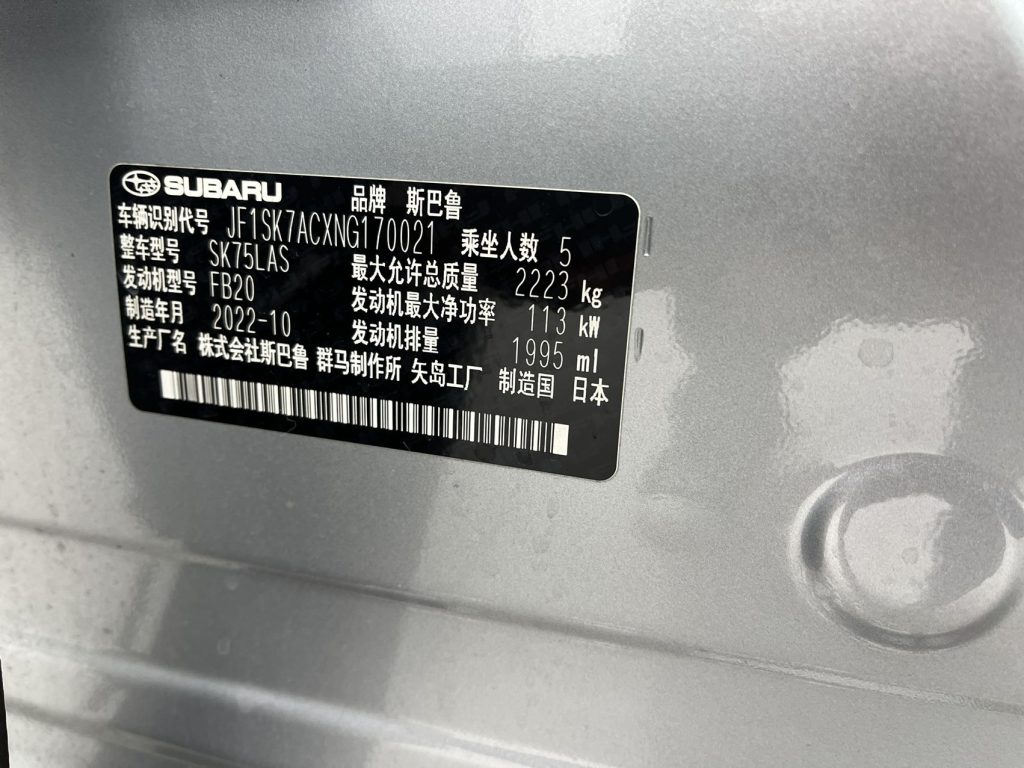 SUBARU 品牌 斯巴鲁
车辆识别代号 JF1SK7ACXNG170021 乘坐人数 5
整车型号 SK75LAS 最大允许总质量 2223 kg
发动机型号 FB20 发动机最大净功率 113 kW
制造年月 2022-10 发动机排量 1995 ml
生产厂名 株式会社斯巴鲁 群马制作所 矢岛工厂 制造国 日本